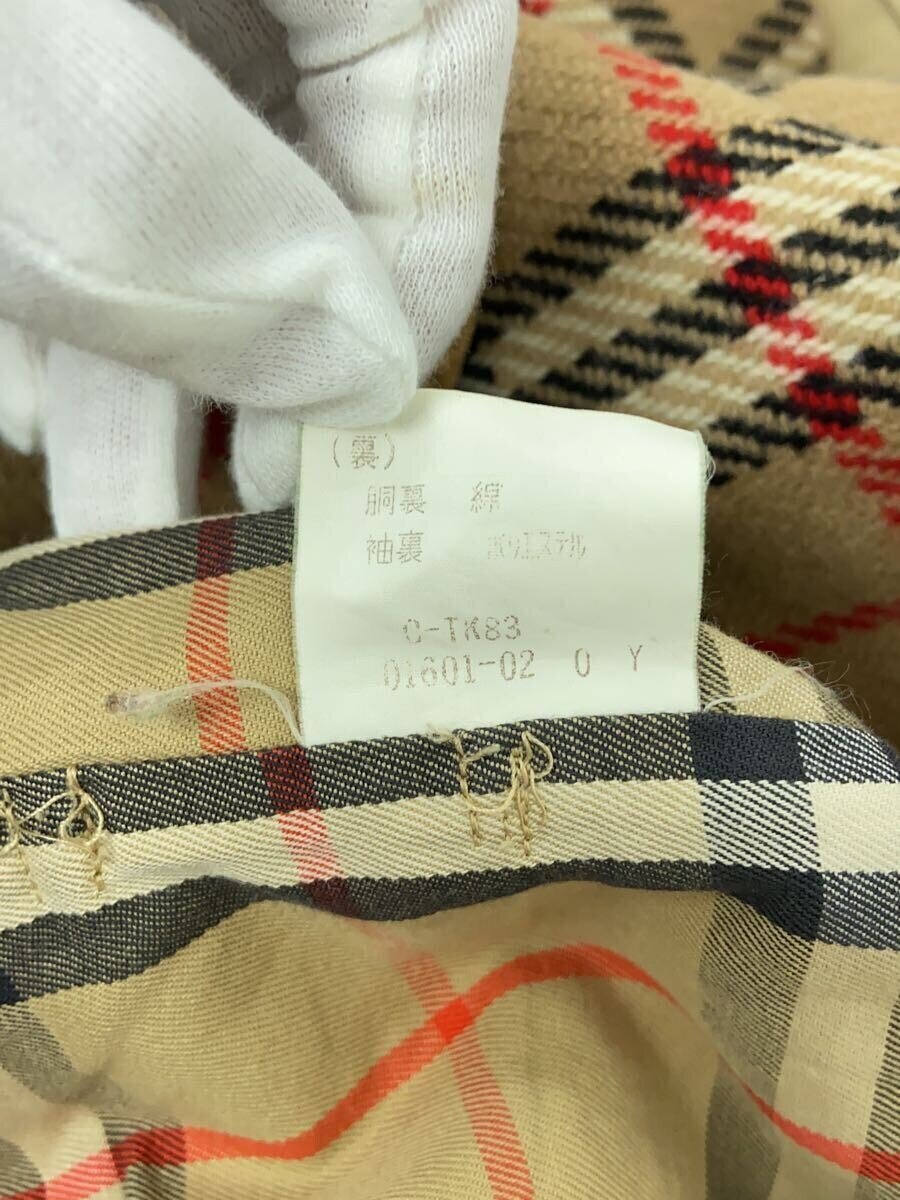 (裏)
胴裏 綿
袖裏 ポリエステル
C-TK83
01601-02 0 Y